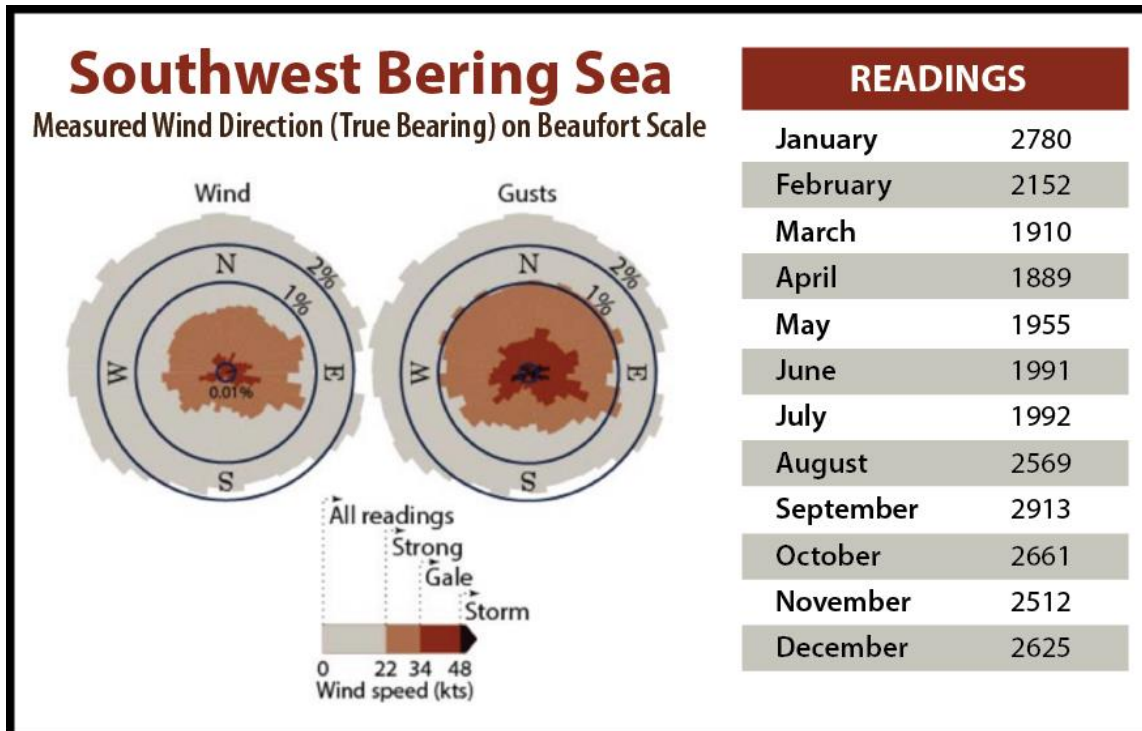 Southwest Bering Sea
Measured Wind Direction (True Bearing) on Beaufort Scale
Wind
N
2%
1%
W
E
0.01%
S
Gusts
N
2%
1%
W
E
S
All readings
Strong
Gale
Storm
0 22 34 48
Wind speed (kts)
READINGS
January 2780
February 2152
March 1910
April 1889
May 1955
June 1991
July 1992
August 2569
September 2913
October 2661
November 2512
December 2625